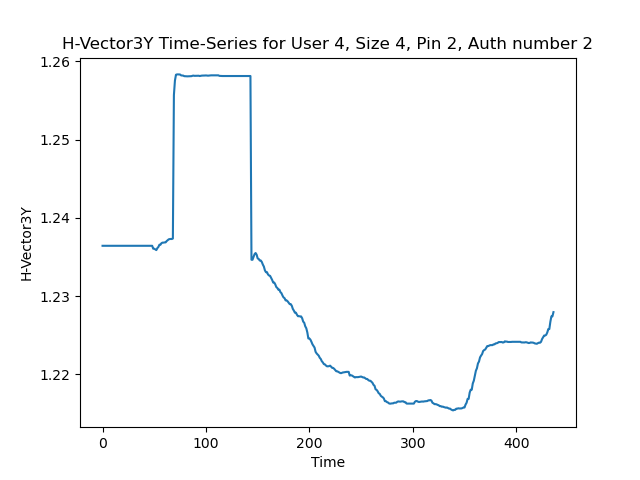 H-Vector3Y Time-Series for User 4, Size 4, Pin 2, Auth number 2
1.26
1.25
1.24
1.23
1.22
H-Vector3Y
0 100 200 300 400
Time